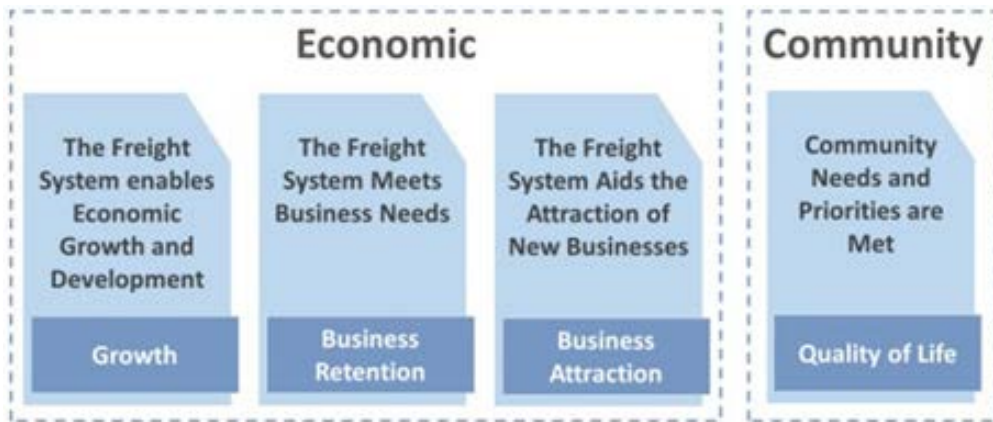 Economic
The Freight
System enables
Economic
Growth and
Development
Growth
The Freight
System Meets
Business Needs
Business
Retention
The Freight
System Aids the
Attraction of
New Businesses
Business
Attraction
Community
Community
Needs and
Priorities are
Met
Quality of Life